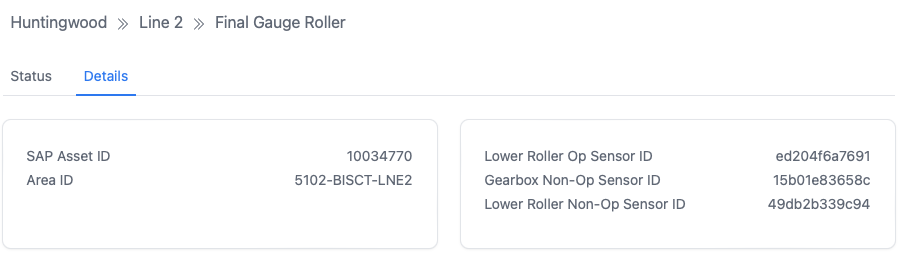 Huntingwood » Line 2 » Final Gauge Roller
Status Details
SAP Asset ID 10034770
Area ID 5102-BISCT-LNE2
Lower Roller Op Sensor ID ed204f6a7691
Gearbox Non-Op Sensor ID 15b01e83658c
Lower Roller Non-Op Sensor ID 49db2b339c94